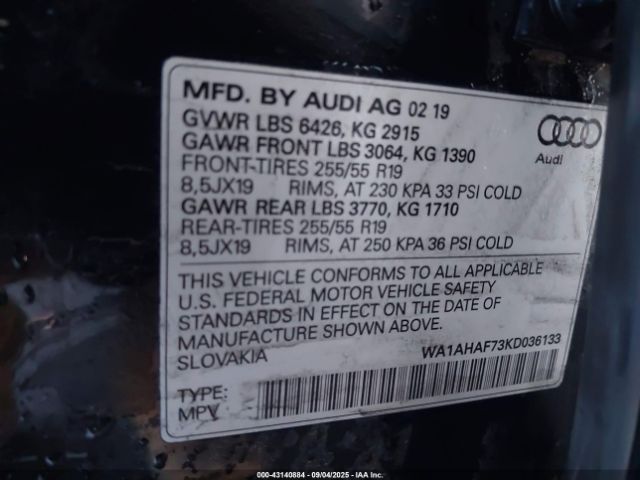 MFD. BY AUDI AG 02 19
GVWR LBS 6426, KG 2915
GAWR FRONT LBS 3064, KG 1390
FRONT-TIRES 255/55 R19
8,5JX19 RIMS, AT 230 KPA 33 PSI COLD
GAWR REAR LBS 3770, KG 1710
REAR-TIRES 255/55 R19
8,5JX19 RIMS, AT 250 KPA 36 PSI COLD
Audi
THIS VEHICLE CONFORMS TO ALL APPLICABLE
U.S. FEDERAL MOTOR VEHICLE SAFETY
STANDARDS IN EFFECT ON THE DATE OF
MANUFACTURE SHOWN ABOVE.
SLOVAKIA
WA1AHAF73KD036133
TYPE:
MPV
000-43140884 - 09/04/2025 - IAA Inc.